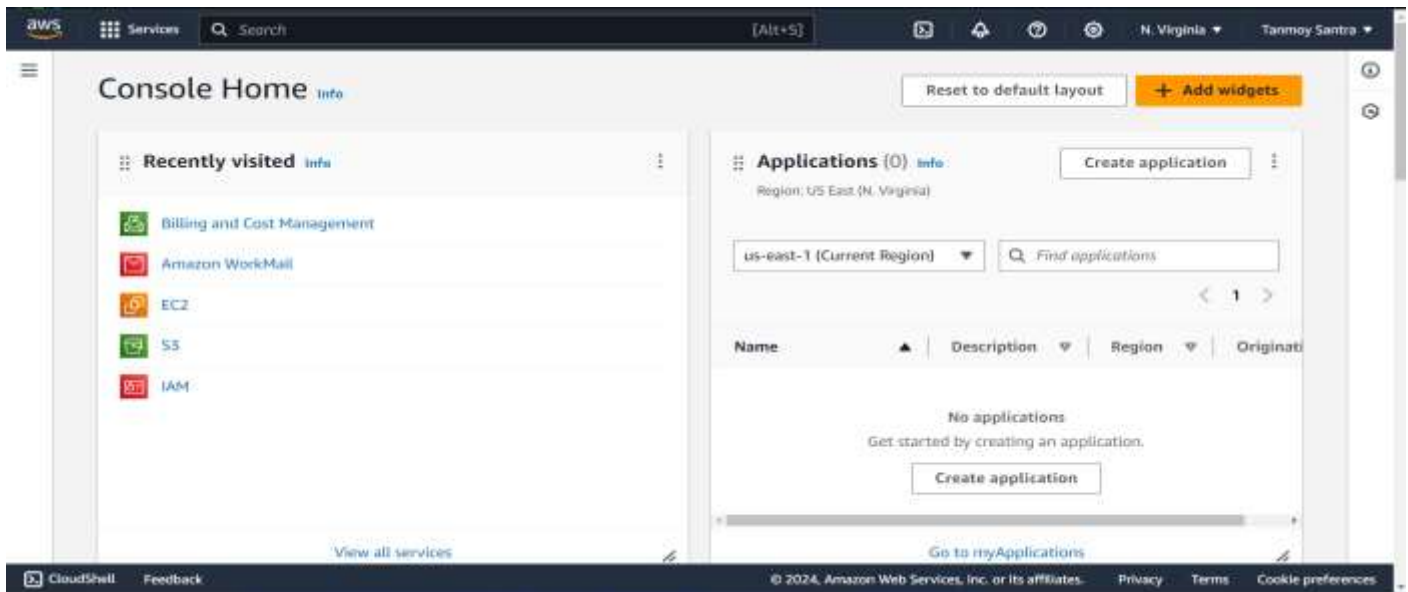 aws Services Search [Alt+S] N. Virginia Tanmoy Santra
Console Home Info
Reset to default layout
+ Add widgets
Recently visited Info
Billing and Cost Management
Amazon WorkMail
EC2
S3
IAM
View all services
Applications (0) Info
Create application
Region: US East (N. Virginia)
us-east-1 (Current Region)
Find applications
1
Name Description Region Originati
No applications
Get started by creating an application.
Create application
Go to myApplications
CloudShell Feedback © 2024, Amazon Web Services, Inc. or its affiliates. Privacy Terms Cookie preferences